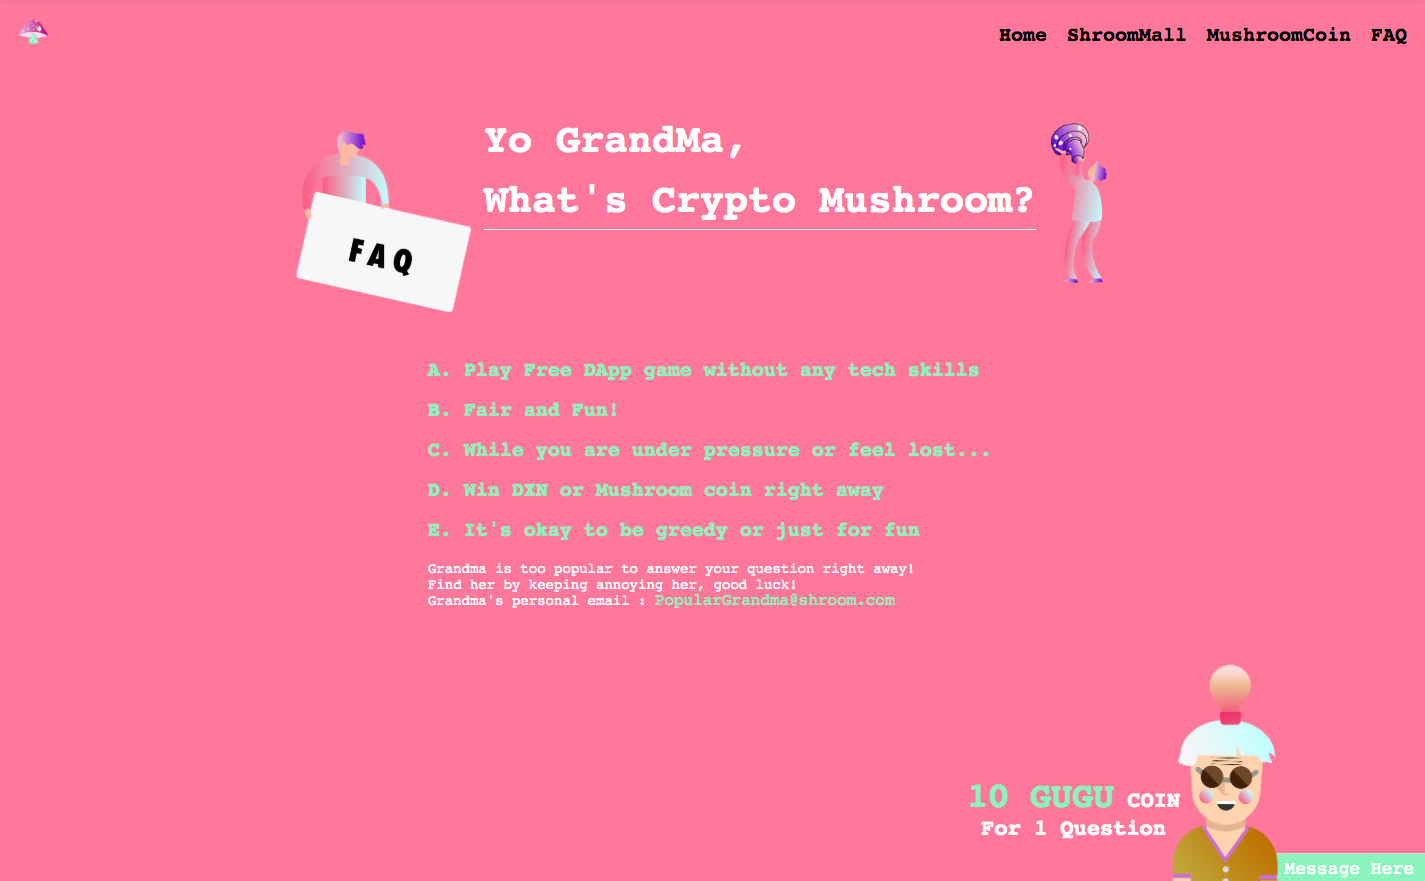 Home ShroomMall MushroomCoin FAQ
Yo GrandMa,
What's Crypto Mushroom?
FAQ
A. Play Free DApp game without any tech skills
B. Fair and Fun!
C. While you are under pressure or feel lost...
D. Win DXN or Mushroom coin right away
E. It's okay to be greedy or just for fun
Grandma is too popular to answer your question right away!
Find her by keeping annoying her, good luck!
Grandma's personal email : PopularGrandma@shroom.com
10 GUGU COIN
For 1 Question
Message Here